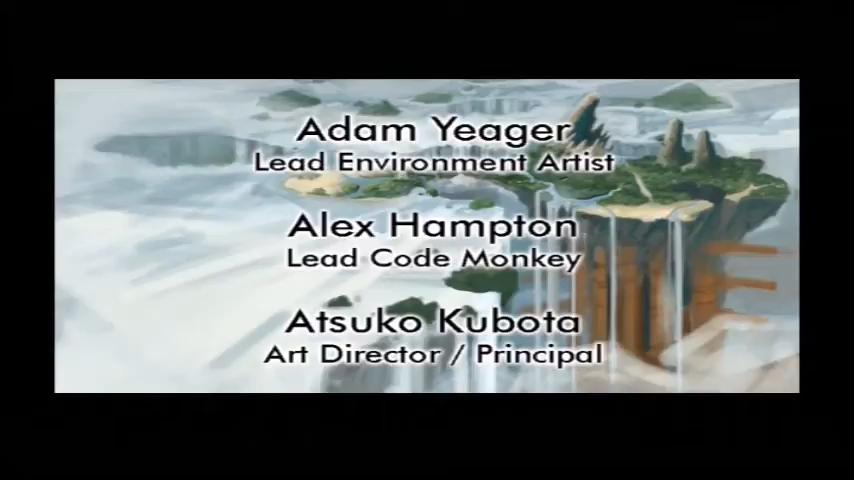 Adam Yeager
Lead Environment Artist
Alex Hampton
Lead Code Monkey
Atsuko Kubota
Art Director / Principal